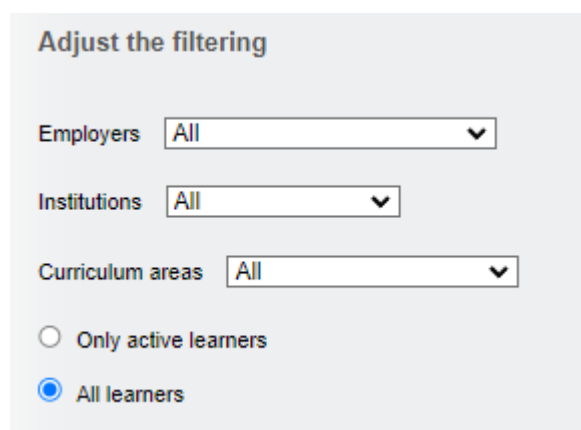 Adjust the filtering
Employers All
Institutions All
Curriculum areas All
Only active learners
All learners